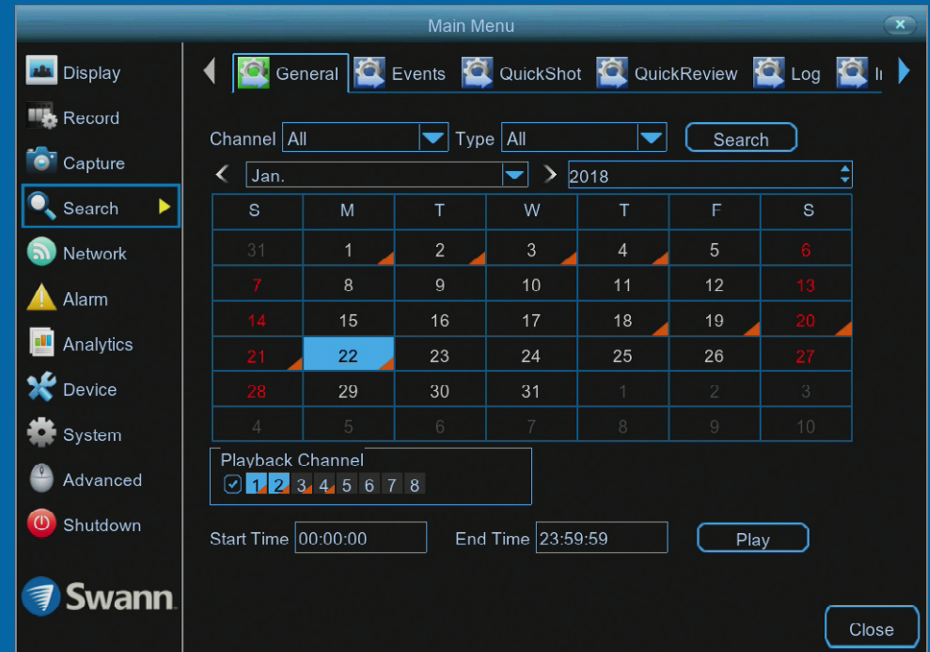 Main Menu
Display
Record
Capture
Search
Network
Alarm
Analytics
Device
System
Advanced
Shutdown
Swann
General Events QuickShot QuickReview Log
Channel All Type All Search
Jan. 2018
S M T W T F S
31 1 2 3 4 5 6
7 8 9 10 11 12 13
14 15 16 17 18 19 20
21 22 23 24 25 26 27
28 29 30 31 1 2 3
4 5 6 7 8 9 10
Playback Channel
1 2 3 4 5 6 7 8
Start Time 00:00:00 End Time 23:59:59 Play
Close